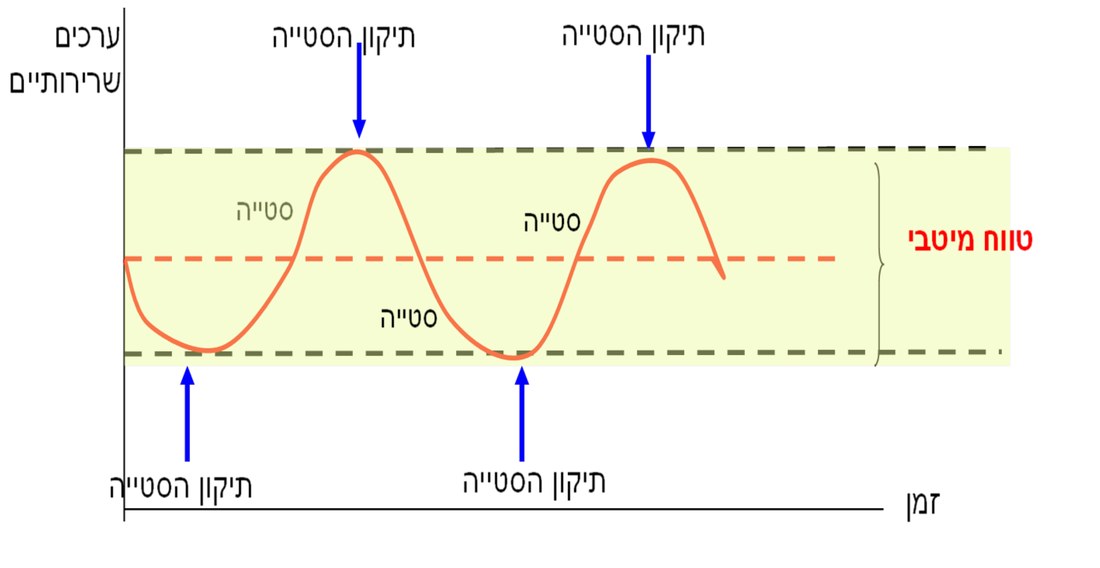 ערכים
שרירותיים
תיקון הסטייה
תיקון הסטייה
סטייה
סטייה
טווח מיטבי
סטייה
תיקון הסטייה
תיקון הסטייה
זמן